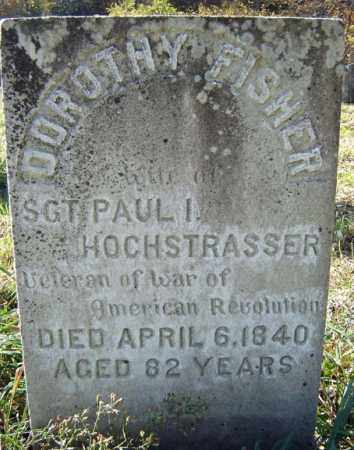 DOROTHY FISHER
Wife of
SGT. PAUL I.
HOCHSTRASSER
Veteran of War of
American Revolution
DIED APRIL 6, 1840
AGED 82 YEARS